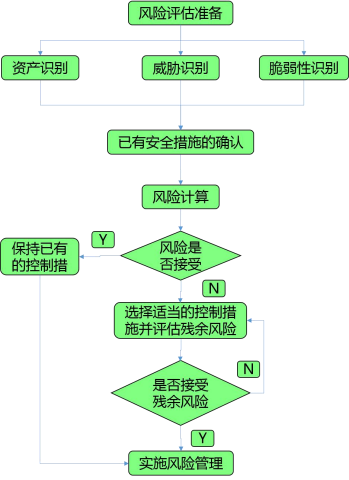 风险评估准备
资产识别
威胁识别
脆弱性识别
已有安全措施的确认
风险计算
风险是
否接受
Y
保持已有
的控制措
N
选择适当的控制措
施并评估残余风险
N
是否接受
残余风险
Y
实施风险管理